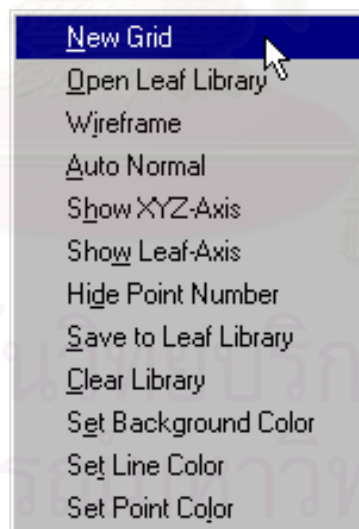 New Grid
Open Leaf Library
Wireframe
Auto Normal
Show XYZ-Axis
Show Leaf-Axis
Hide Point Number
Save to Leaf Library
Clear Library
Set Background Color
Set Line Color
Set Point Color